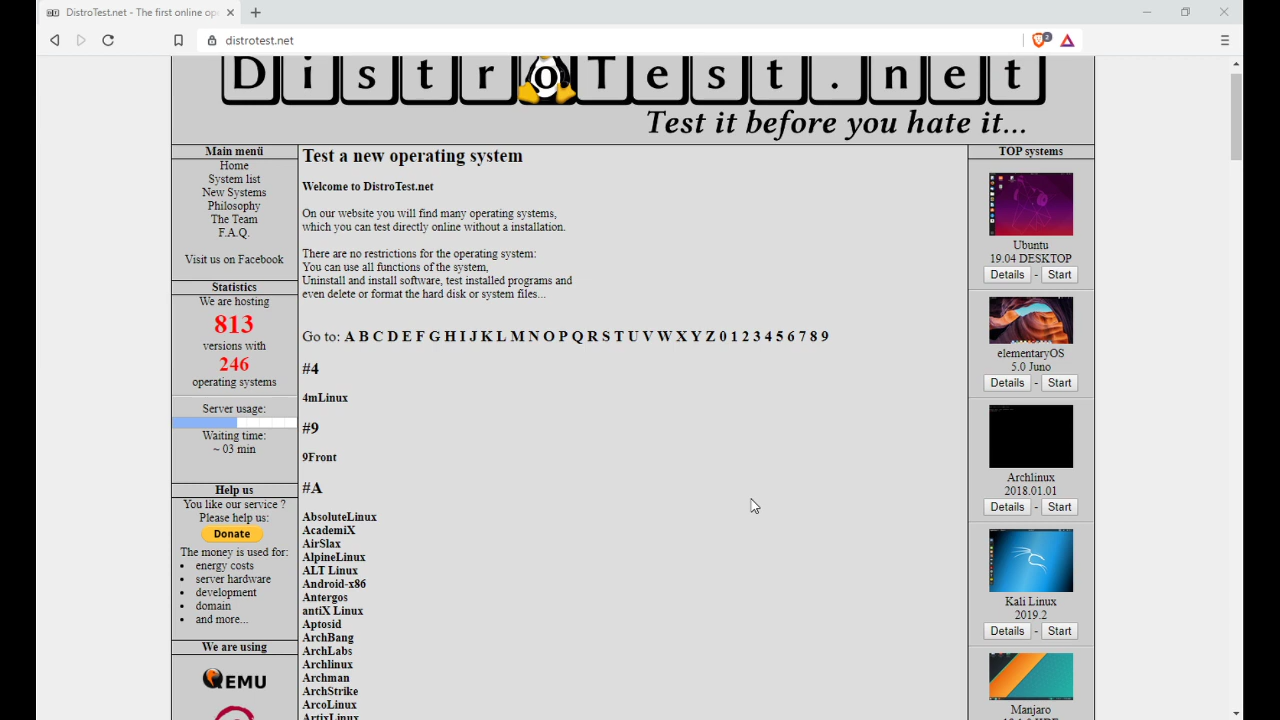 DistroTest.net - The first online op
distrotest.net
2
DistroTest.net
Test it before you hate it...
Main menü
Home
System list
New Systems
Philosophy
The Team
F.A.Q.
Visit us on Facebook
Statistics
We are hosting
813
versions with
246
operating systems
Server usage:
Waiting time:
~ 03 min
Help us
You like our service ?
Please help us:
Donate
The money is used for:
• energy costs
• server hardware
• development
• domain
• and more...
We are using
QEMU
Test a new operating system
Welcome to DistroTest.net
On our website you will find many operating systems,
which you can test directly online without a installation.
There are no restrictions for the operating system:
You can use all functions of the system,
Uninstall and install software, test installed programs and
even delete or format the hard disk or system files...
Go to: A B C D E F G H I J K L M N O P Q R S T U V W X Y Z 0 1 2 3 4 5 6 7 8 9
#4
4mLinux
#9
9Front
#A
AbsoluteLinux
AcademiX
AirSlax
AlpineLinux
ALT Linux
Android-x86
Antergos
antiX Linux
Aptosid
ArchBang
ArchLabs
Archlinux
Archman
ArchStrike
ArcoLinux
ArtixLinux
TOP systems
Ubuntu
19.04 DESKTOP
Details - Start
elementaryOS
5.0 Juno
Details - Start
Archlinux
2018.01.01
Details - Start
Kali Linux
2019.2
Details - Start
Manjaro